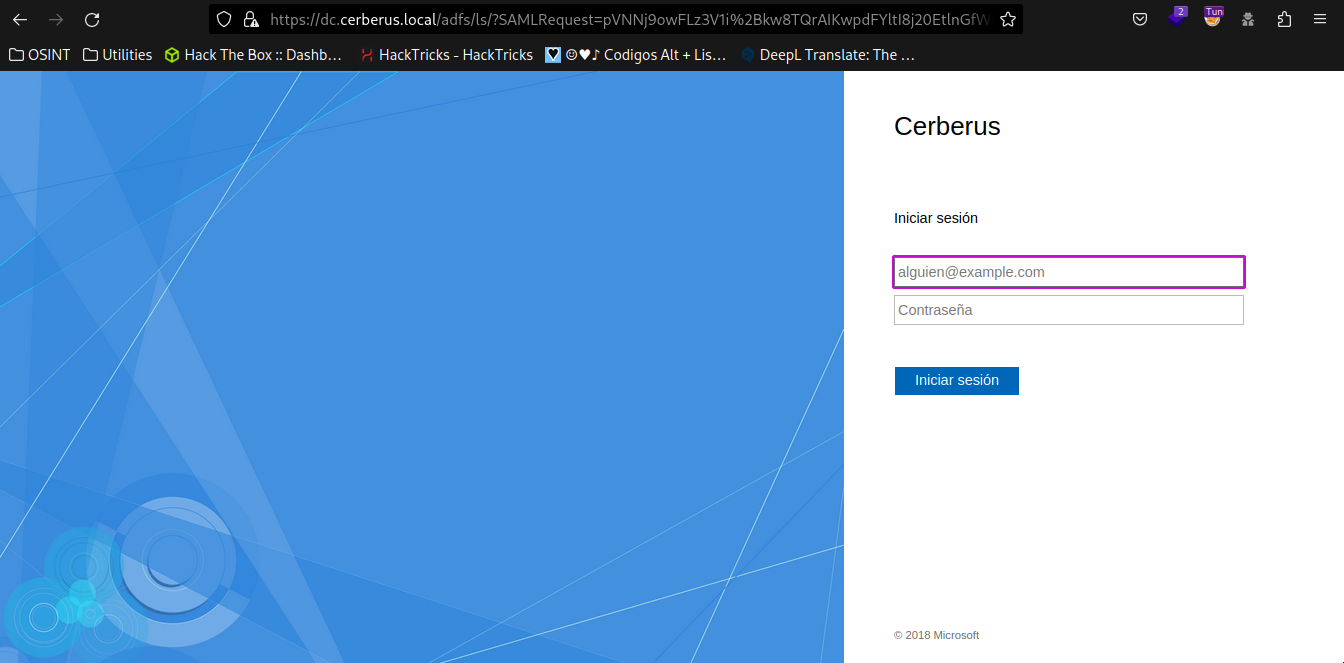 https://dc.cerberus.local/adfs/ls/?SAMLRequest=pVNNj9owFLz3V1i%2Bkw8TQrAIKwpdFYltI8j20EtlnGfW
2
Tun
OSINT Utilities Hack The Box :: Dashb… HackTricks - HackTricks ☺♥♪ Codigos Alt + Lis… DeepL Translate: The …
Cerberus
Iniciar sesión
alguien@example.com
Contraseña
Iniciar sesión
© 2018 Microsoft